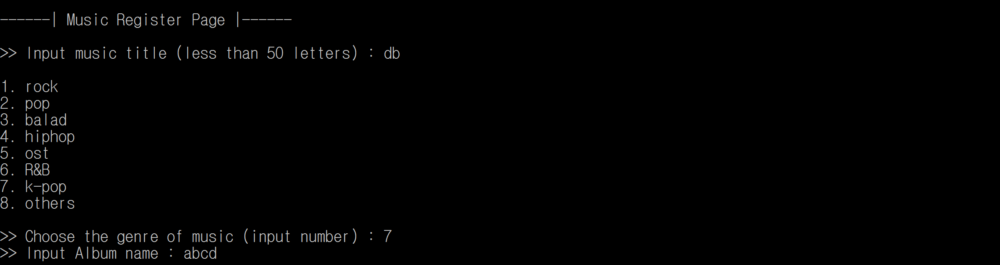 ------| Music Register Page |------
>> Input music title (less than 50 letters) : db
1. rock
2. pop
3. balad
4. hiphop
5. ost
6. R&B
7. k-pop
8. others
>> Choose the genre of music (input number) : 7
>> Input Album name : abcd